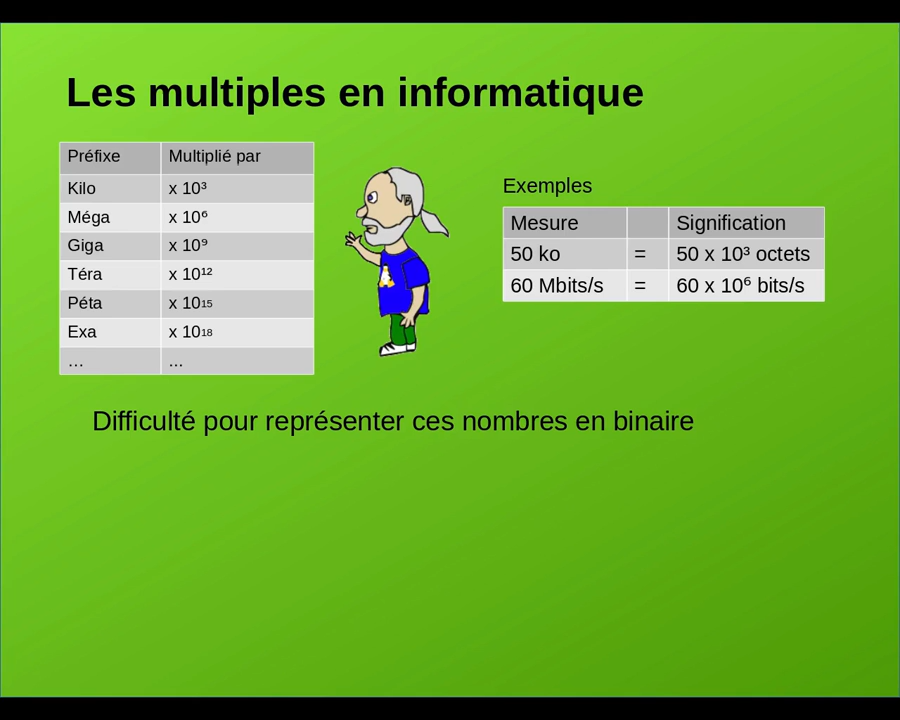 Les multiples en informatique
Préfixe Multiplié par
Kilo x 10³
Méga x 10⁶
Giga x 10⁹
Téra x 10¹²
Péta x 10¹⁵
Exa x 10¹⁸
… ...
Exemples
Mesure Signification
50 ko = 50 x 10³ octets
60 Mbits/s = 60 x 10⁶ bits/s
Difficulté pour représenter ces nombres en binaire